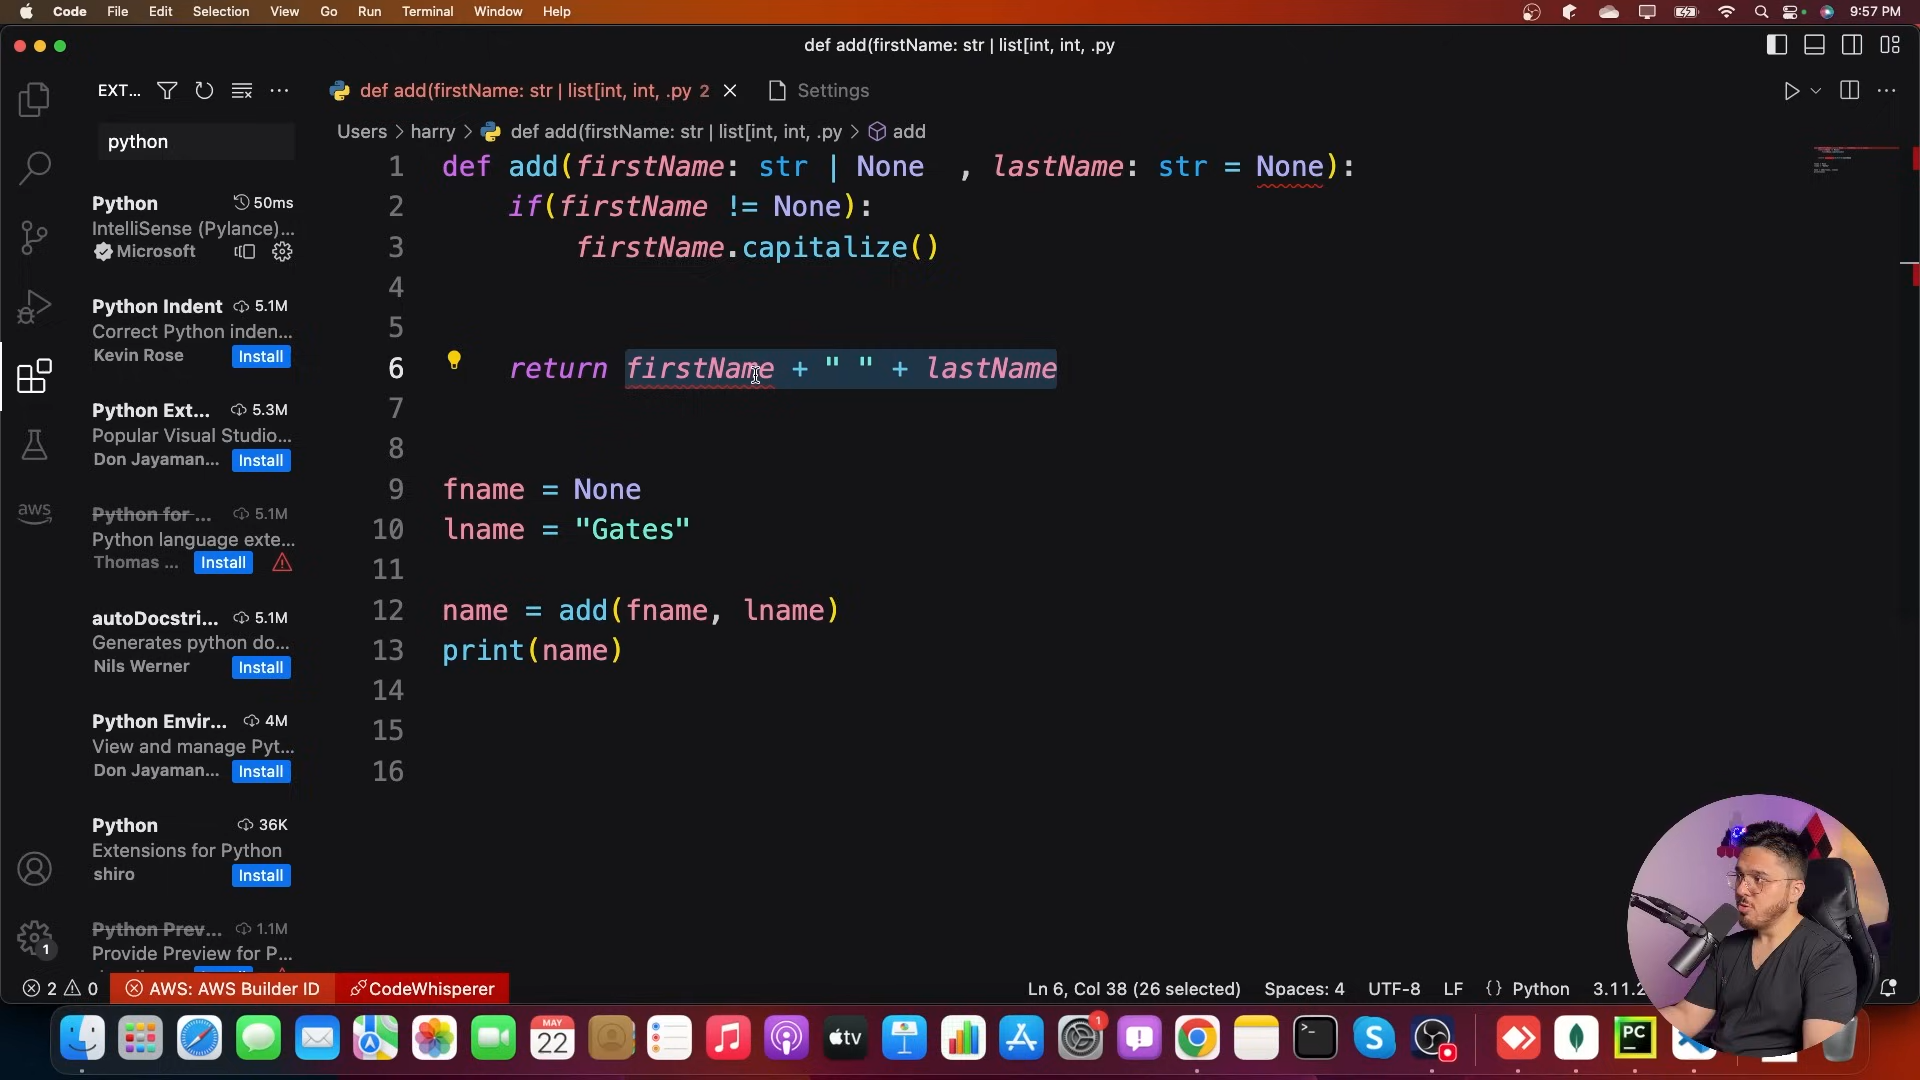 Code File Edit Selection View Go Run Terminal Window Help 9:57 PM
def add(firstName: str | list[int, int, .py
EXT...
def add(firstName: str | list[int, int, .py 2 Settings
Users > harry > def add(firstName: str | list[int, int, .py > add
python
Python 50ms
IntelliSense (Pylance)...
Microsoft
Python Indent 5.1M
Correct Python inden...
Kevin Rose Install
Python Ext... 5.3M
Popular Visual Studio...
Don Jayaman... Install
Python for ... 5.1M
Python language exte...
Thomas ... Install
autoDocstri... 5.1M
Generates python do...
Nils Werner Install
Python Envir... 4M
View and manage Pyt...
Don Jayaman... Install
Python 36K
Extensions for Python
shiro Install
Python Prev... 1.1M
Provide Preview for P...
aws
1
1 def add(firstName: str | None , lastName: str = None):
2 if(firstName != None):
3 firstName.capitalize()
4
5
6 return firstName + " " + lastName
7
8
9 fname = None
10 lname = "Gates"
11
12 name = add(fname, lname)
13 print(name)
14
15
16
2 0 AWS: AWS Builder ID CodeWhisperer Ln 6, Col 38 (26 selected) Spaces: 4 UTF-8 LF {} Python 3.11.2
MAY
22
tv
1
PC